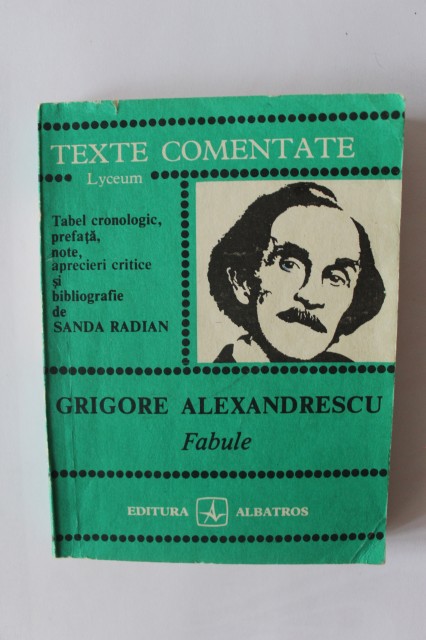 TEXTE COMENTATE
Lyceum
Tabel cronologic,
prefață,
note,
aprecieri critice
și
bibliografie
de
SANDA RADIAN
GRIGORE ALEXANDRESCU
Fabule
EDITURA ALBATROS